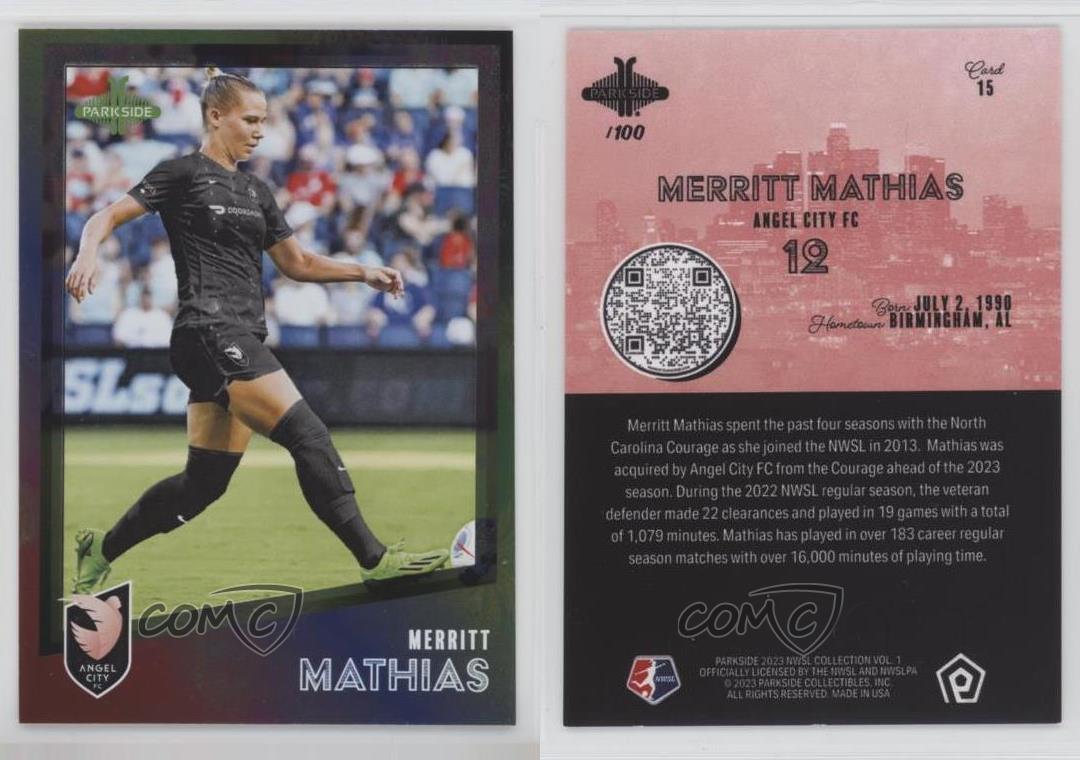 PARKSIDE
DOORDASH
SLso
ANGEL
CITY
FC
MERRITT
MATHIAS
COMC
PARKSIDE
/100
Card
15
MERRITT MATHIAS
ANGEL CITY FC
12
Born: JULY 2, 1990
Hometown: BIRMINGHAM, AL
Merritt Mathias spent the past four seasons with the North
Carolina Courage as she joined the NWSL in 2013. Mathias was
acquired by Angel City FC from the Courage ahead of the 2023
season. During the 2022 NWSL regular season, the veteran
defender made 22 clearances and played in 19 games with a total
of 1,079 minutes. Mathias has played in over 183 career regular
season matches with over 16,000 minutes of playing time.
COMC
NWSL
PARKSIDE 2023 NWSL COLLECTION VOL. 1
OFFICIALLY LICENSED BY THE NWSL AND NWSLPA
© 2023 PARKSIDE COLLECTIBLES, INC.
ALL RIGHTS RESERVED. MADE IN USA